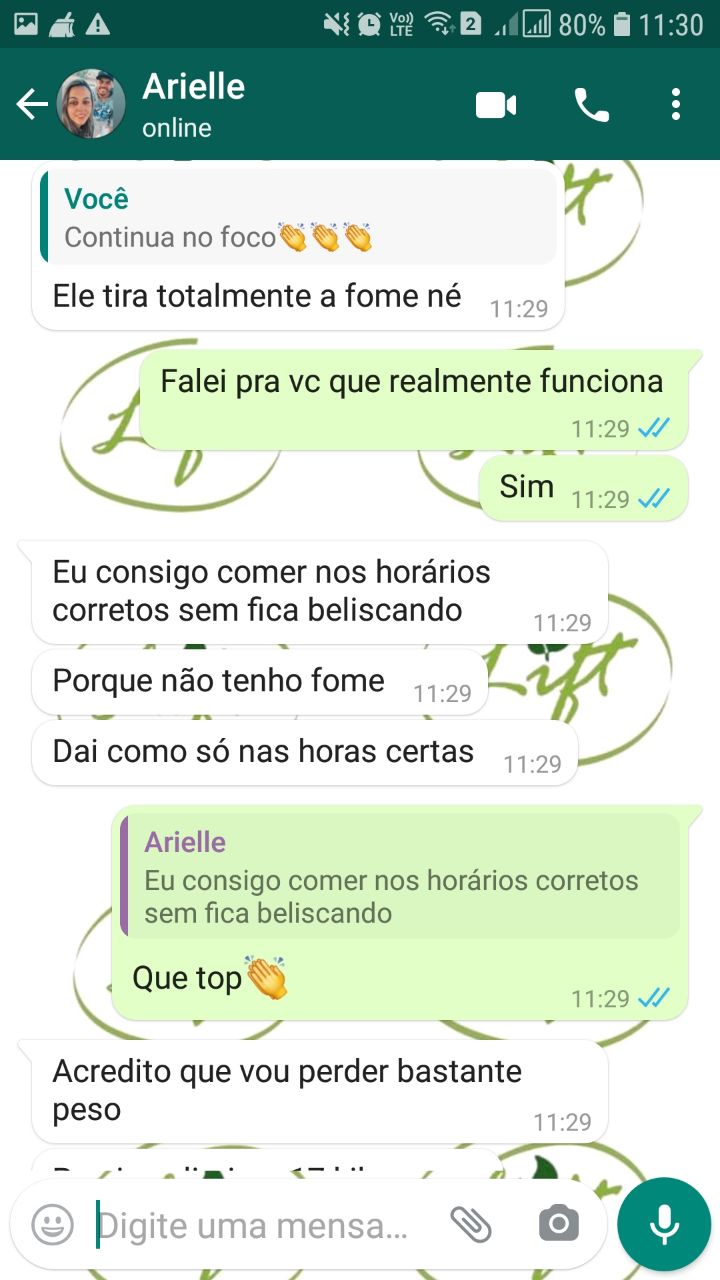 Vo))
LTE
2
80%
11:30
Arielle
online
Você
Continua no foco👏👏👏
Ele tira totalmente a fome né
11:29
Falei pra vc que realmente funciona
11:29
Sim
11:29
Eu consigo comer nos horários
corretos sem fica beliscando
11:29
Porque não tenho fome
11:29
Lift
Dai como só nas horas certas
11:29
Arielle
Eu consigo comer nos horários corretos
sem fica beliscando
Que top👏
11:29
Acredito que vou perder bastante
peso
11:29
Digite uma mensa...